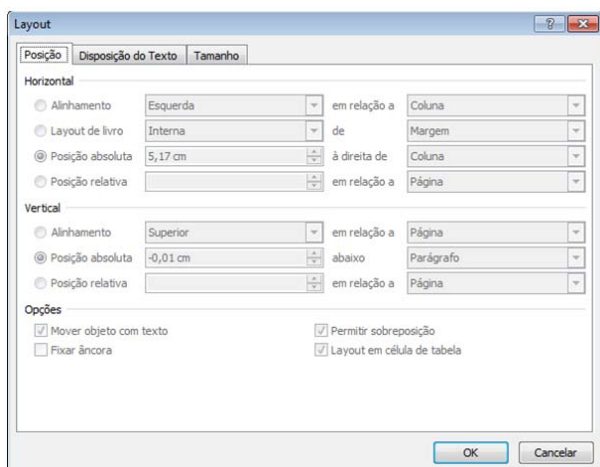 Layout
Posição Disposição do Texto Tamanho
Horizontal
Alinhamento Esquerda em relação a Coluna
Layout de livro Interna de Margem
Posição absoluta 5,17 cm à direita de Coluna
Posição relativa em relação a Página
Vertical
Alinhamento Superior em relação a Página
Posição absoluta -0,01 cm abaixo Parágrafo
Posição relativa em relação a Página
Opções
Mover objeto com texto Permitir sobreposição
Fixar âncora Layout em célula de tabela
OK Cancelar